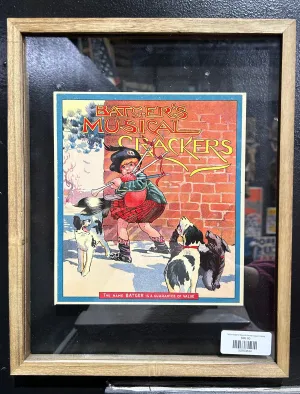 BATGER'S
MUSICAL
CRACKERS
THE NAME BATGER IS A GUARANTEE OF VALUE